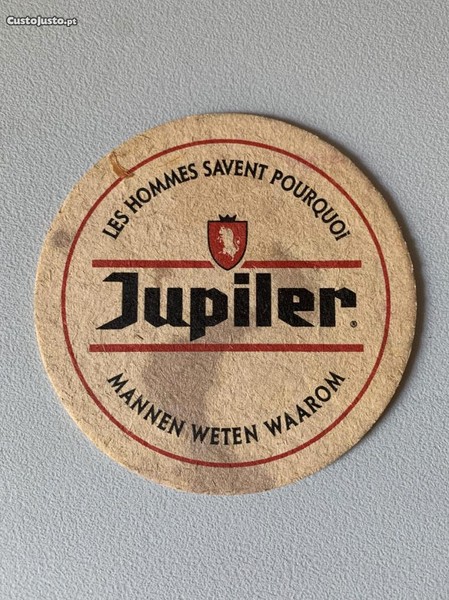 CustoJusto.pt
LES HOMMES SAVENT POURQUOI
Jupiler®
MANNEN WETEN WAAROM